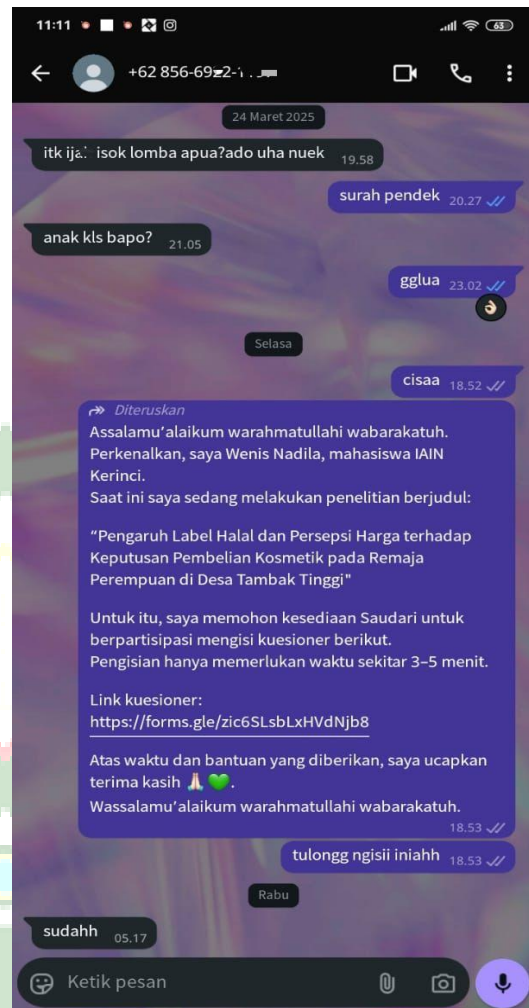 11:11
63
+62 856-69
24 Maret 2025
isok lomba apua?ado uha nuek 19.58
surah pendek 20.27
anak kls bapo? 21.05
gglua 23.02
Selasa
cisaa 18.52
Diteruskan
Assalamu'alaikum warahmatullahi wabarakatuh.
Perkenalkan, saya Wenis Nadila, mahasiswa IAIN
Kerinci.
Saat ini saya sedang melakukan penelitian berjudul:
“Pengaruh Label Halal dan Persepsi Harga terhadap
Keputusan Pembelian Kosmetik pada Remaja
Perempuan di Desa Tambak Tinggi"
Untuk itu, saya memohon kesediaan Saudari untuk
berpartisipasi mengisi kuesioner berikut.
Pengisian hanya memerlukan waktu sekitar 3–5 menit.
Link kuesioner:
https://forms.gle/zic6SLsbLxHVdNjb8
Atas waktu dan bantuan yang diberikan, saya ucapkan
terima kasih 🙏🏻💚.
Wassalamu'alaikum warahmatullahi wabarakatuh.
18.53
tulongg ngisii iniahh 18.53
Rabu
sudahh 05.17
Ketik pesan